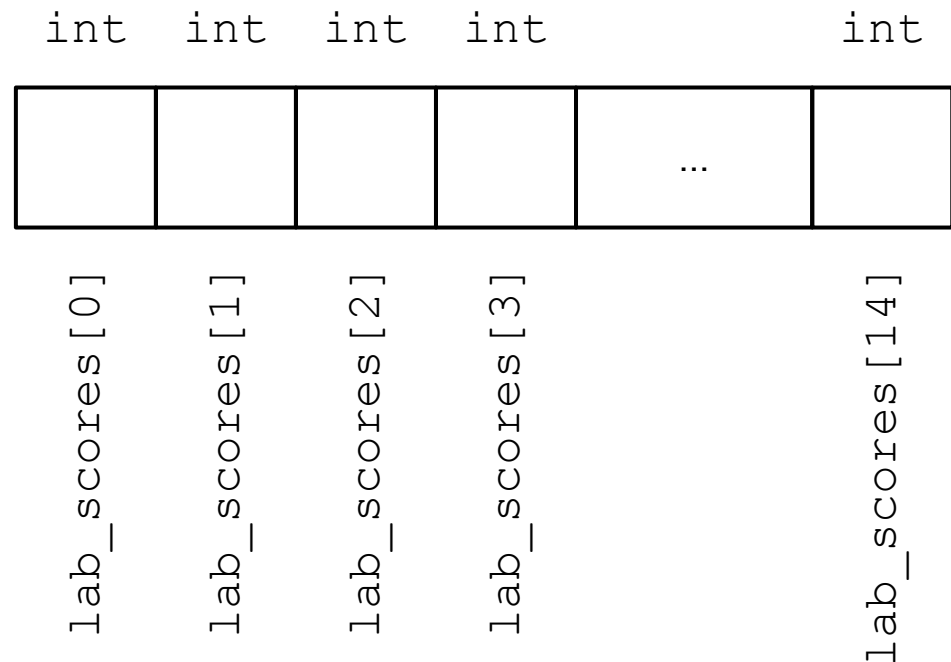 int int int int int
...
lab_scores[0]
lab_scores[1]
lab_scores[2]
lab_scores[3]
lab_scores[14]